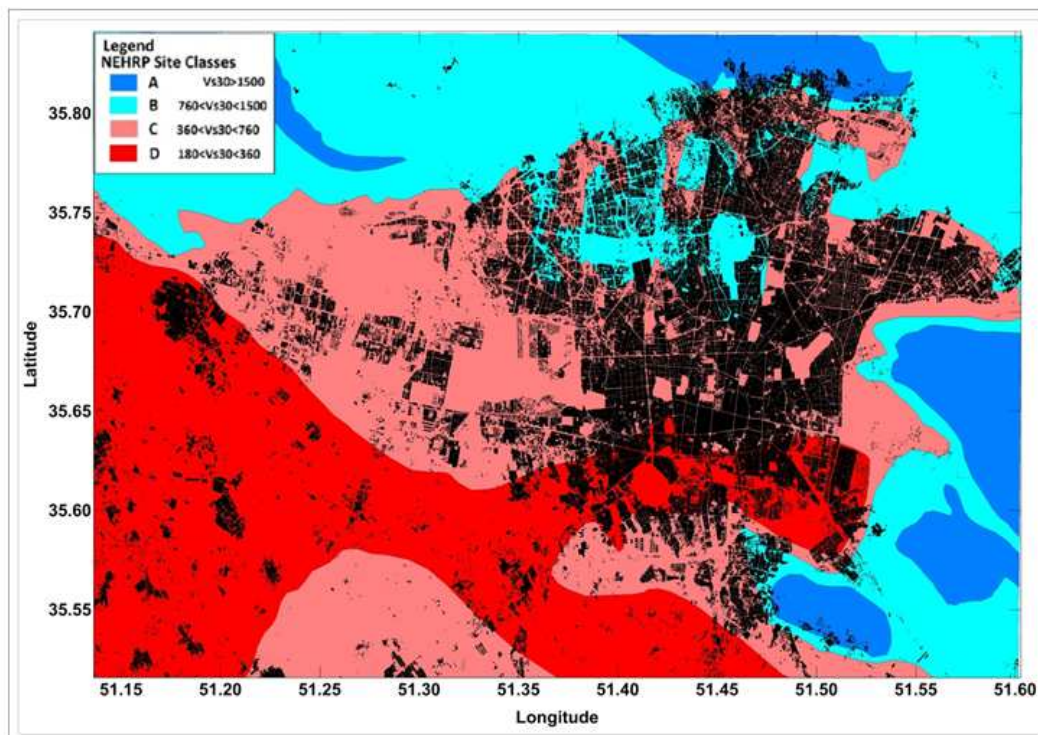 Legend
NEHRP Site Classes
A Vs30>1500
B 760<Vs30<1500
C 360<Vs30<760
D 180<Vs30<360
35.80
35.75
35.70
35.65
35.60
35.55
Latitude
51.15 51.20 51.25 51.30 51.35 51.40 51.45 51.50 51.55 51.60
Longitude